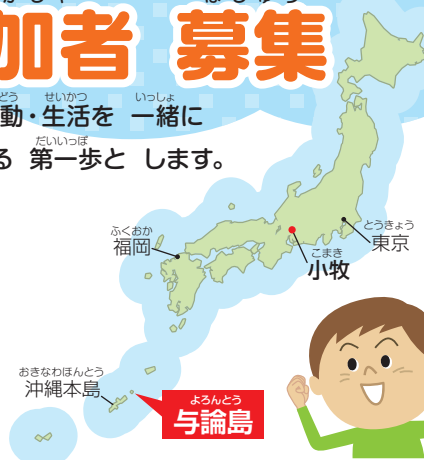 加者 募集
動・生活を 一緒に
る 第一歩と します。
ふくおか
福岡
とうきょう
東京
こまき
小牧
おきなわほんとう
沖縄本島
よろんとう
与論島